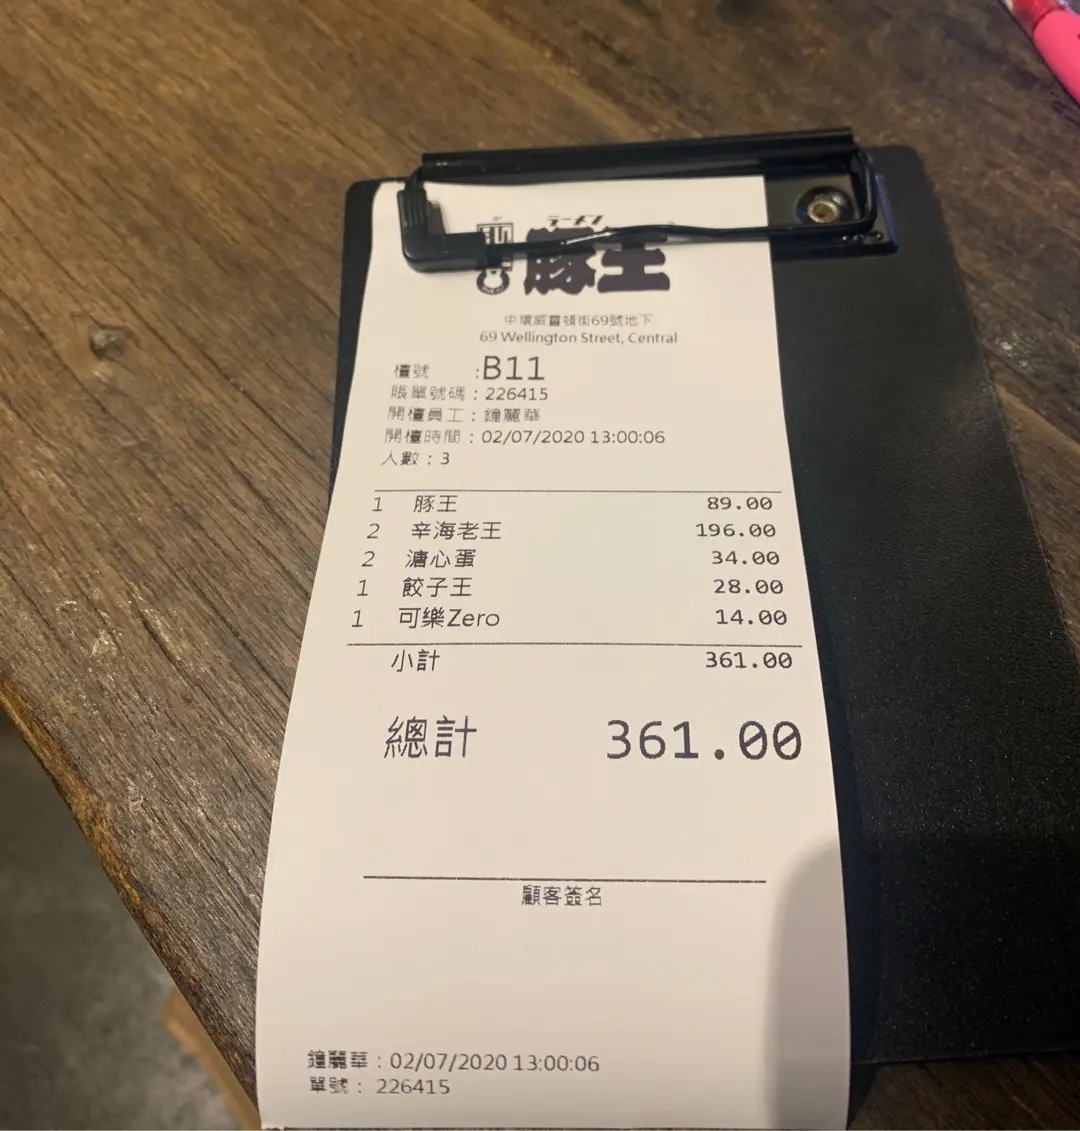 ラーメン
豚王
中環威靈頓街69號地下
69 Wellington Street, Central
檯號 :B11
賬單號碼：226415
開檯員工：鐘麗華
開檯時間：02/07/2020 13:00:06
人數：3
1 豚王 89.00
2 辛海老王 196.00
2 溏心蛋 34.00
1 餃子王 28.00
1 可樂Zero 14.00
小計 361.00
總計 361.00
顧客簽名
鐘麗華：02/07/2020 13:00:06
單號： 226415